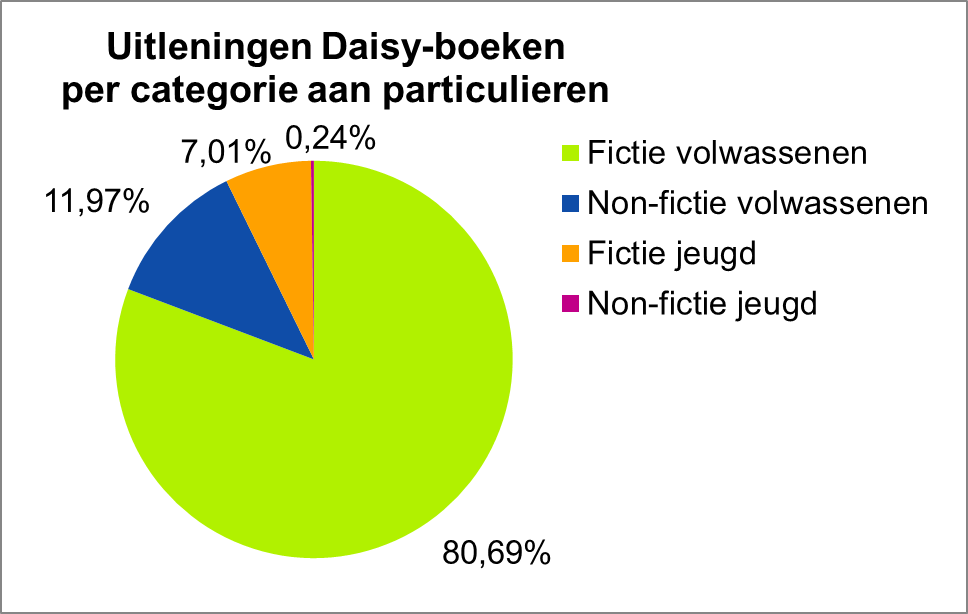 Uitleningen Daisy-boeken
per categorie aan particulieren
0,24%
7,01%
11,97%
80,69%
Fictie volwassenen
Non-fictie volwassenen
Fictie jeugd
Non-fictie jeugd